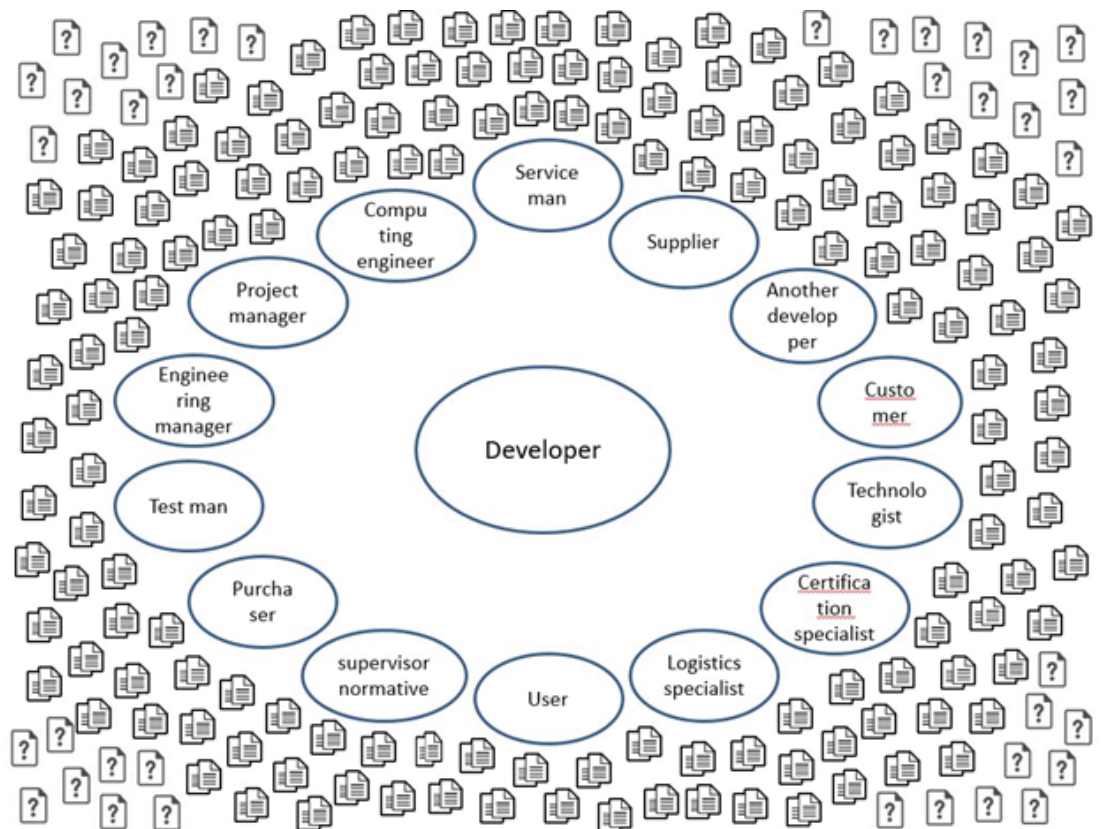 Service
man
Compu
ting
engineer
Supplier
Project
manager
Another
develop
per
Enginee
ring
manager
Custo
mer
Developer
Test man
Technolo
gist
Purcha
ser
Certifica
tion
specialist
supervisor
normative
User
Logistics
specialist